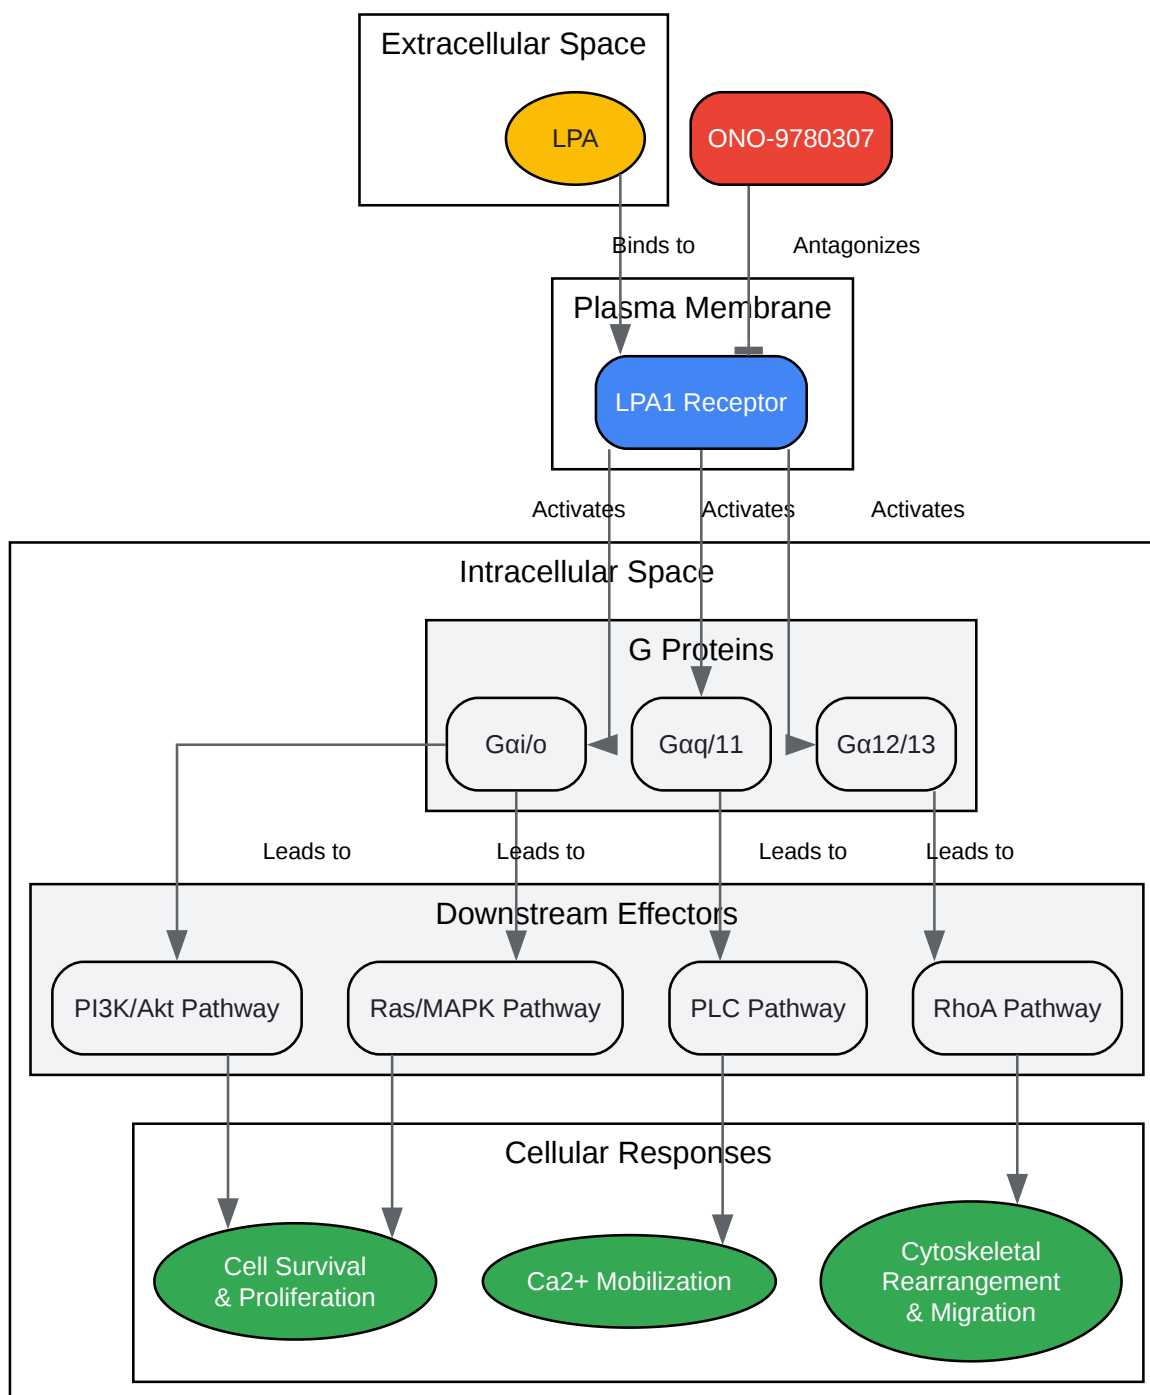 Extracellular Space
LPA
ONO-9780307
Binds to
Antagonizes
Plasma Membrane
LPA1 Receptor
Activates
Activates
Activates
Intracellular Space
G Proteins
Gαi/o
Gαq/11
Gα12/13
Leads to
Leads to
Leads to
Leads to
Downstream Effectors
PI3K/Akt Pathway
Ras/MAPK Pathway
PLC Pathway
RhoA Pathway
Cellular Responses
Cell Survival
& Proliferation
Ca2+ Mobilization
Cytoskeletal
Rearrangement
& Migration